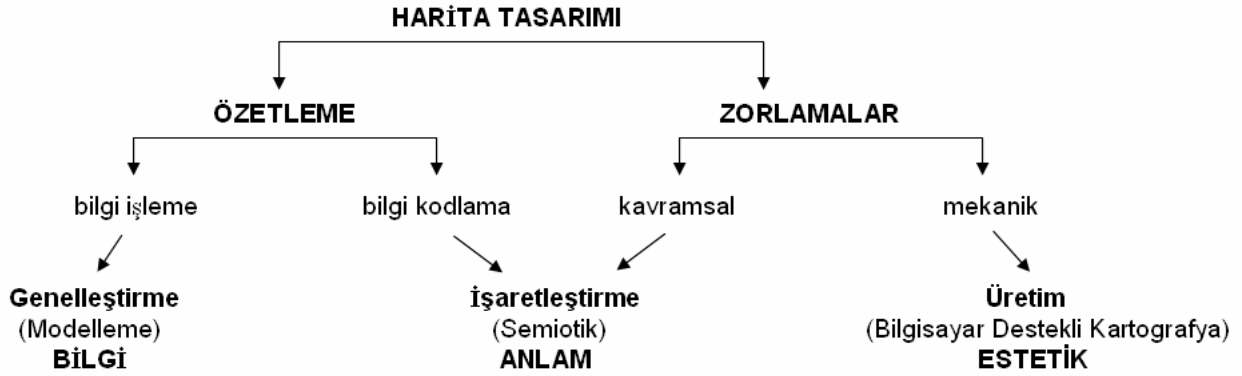 HARİTA TASARIMI
ÖZETLEME
ZORLAMALAR
bilgi işleme
bilgi kodlama
kavramsal
mekanik
Genelleştirme
(Modelleme)
BİLGİ
İşaretleştirme
(Semiotik)
ANLAM
Üretim
(Bilgisayar Destekli Kartografya)
ESTETİK